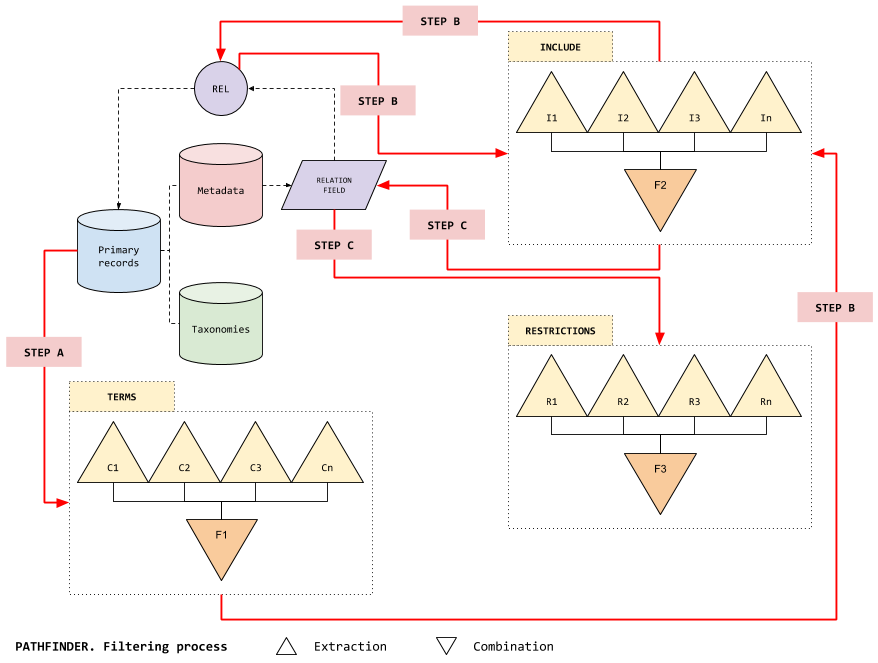 STEP B
INCLUDE
REL
STEP B
I1 I2 I3 In
RELATION
FIELD
Metadata
F2
STEP C
STEP C
Primary
records
STEP B
Taxonomies
RESTRICTIONS
STEP A
TERMS
R1 R2 R3 Rn
C1 C2 C3 Cn
F3
F1
PATHFINDER. Filtering process
Extraction
Combination